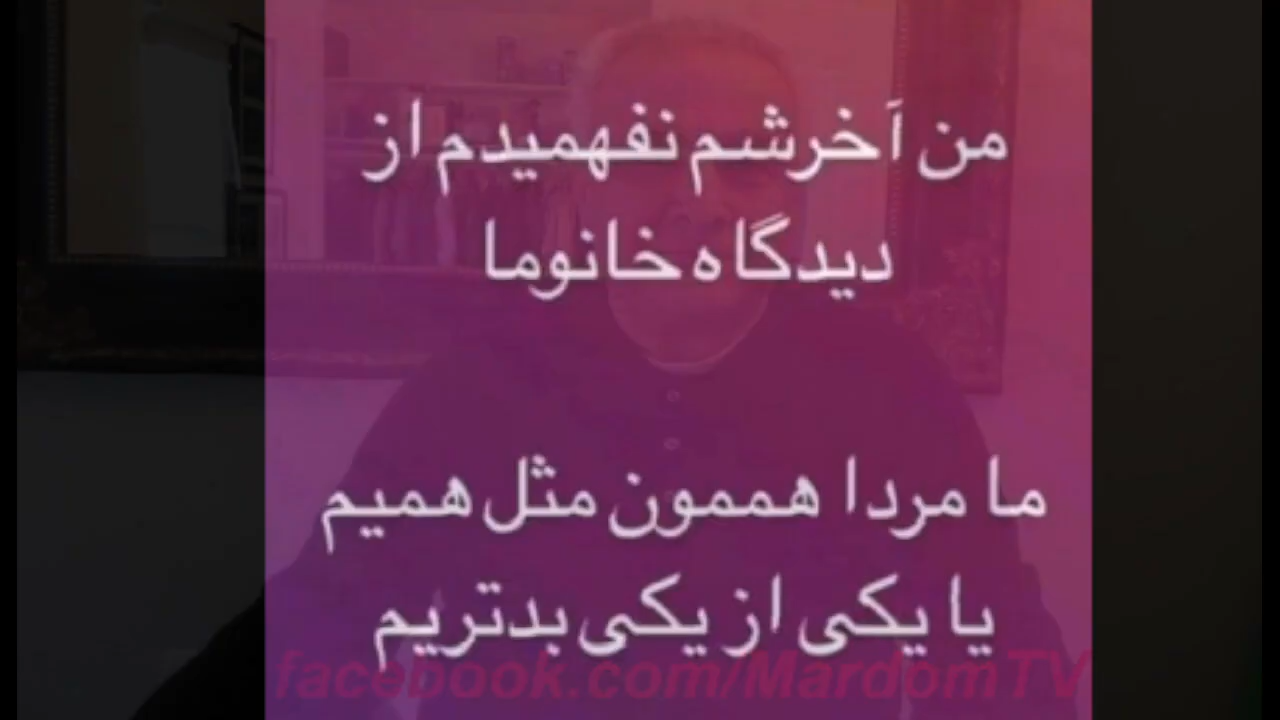 من آخرشم نفهمیدم از
دیدگاه خانوما
ما مردا هممون مثل همیم
یا یکی از یکی بدتریم
facebook.com/MardomTV